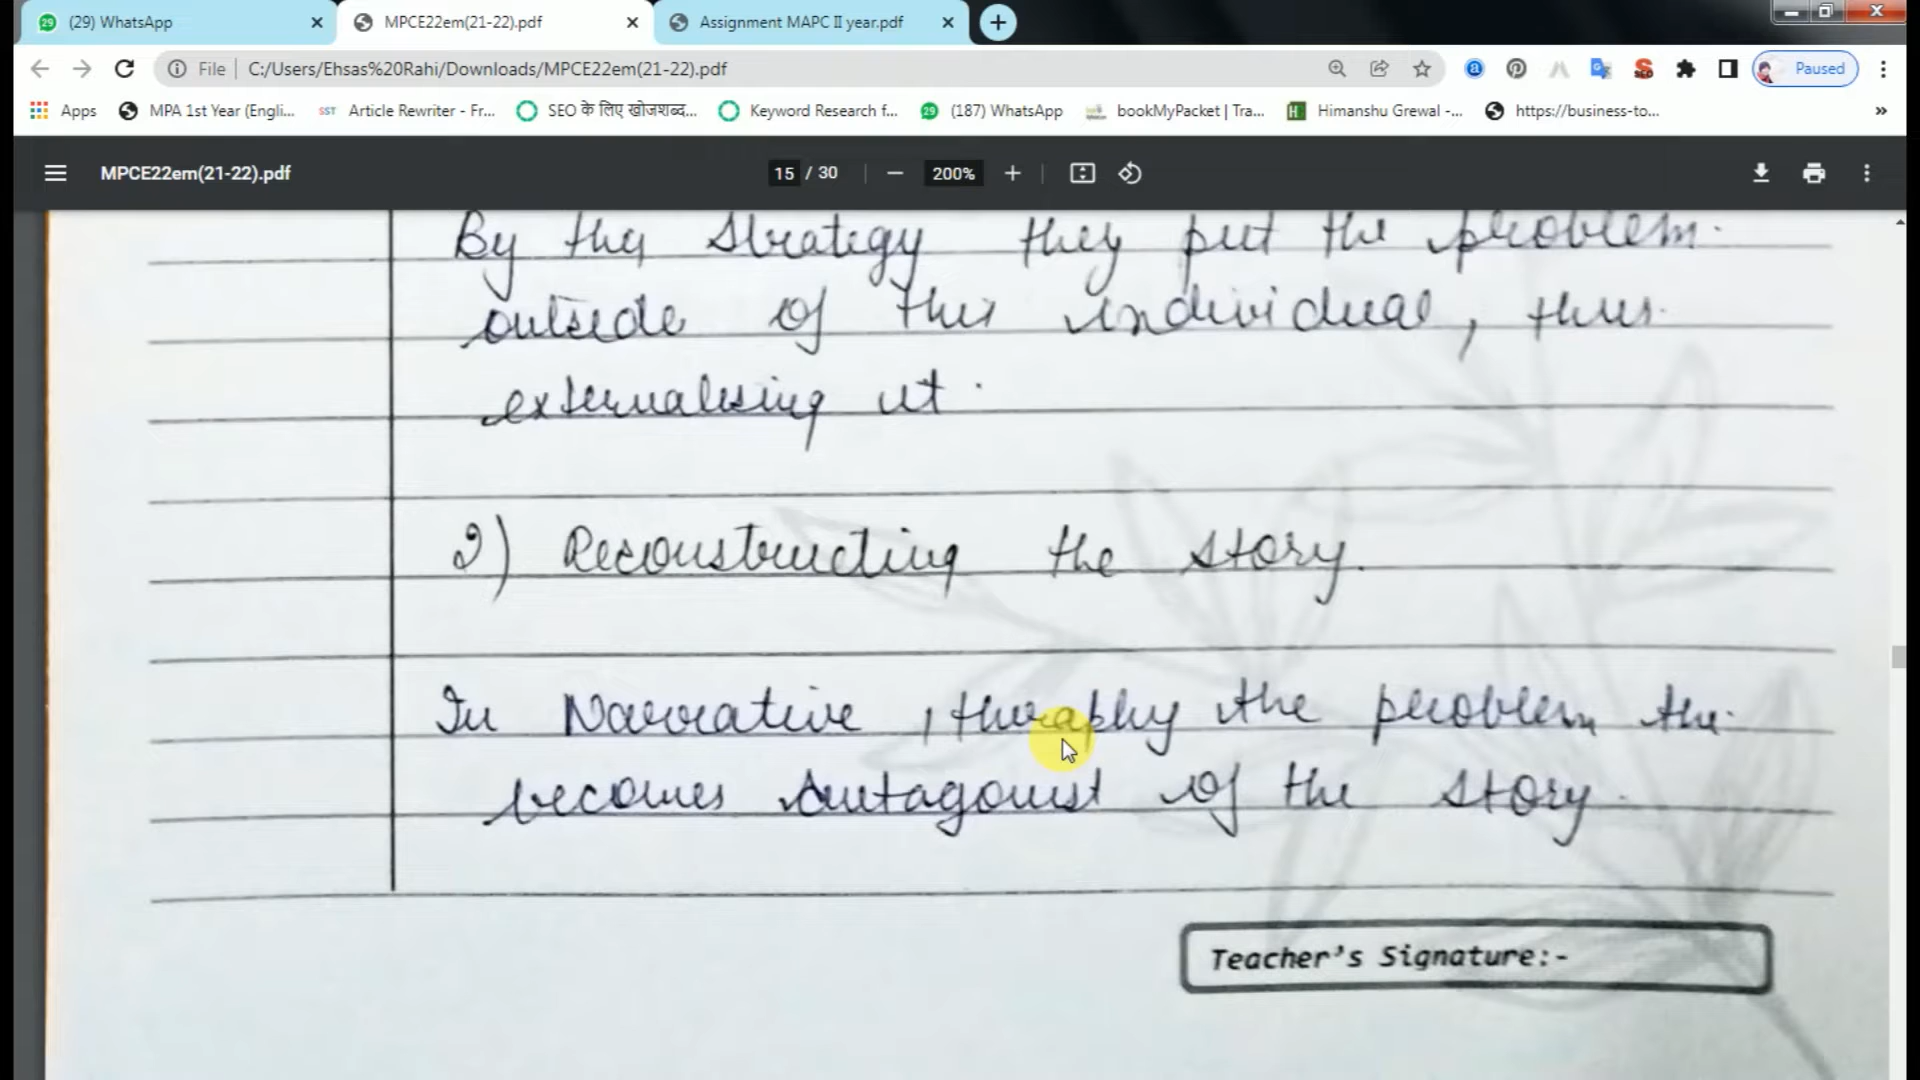 (29) WhatsApp
MPCE22em(21-22).pdf
Assignment MAPC II year.pdf
File
C:/Users/Ehsas%20Rahi/Downloads/MPCE22em(21-22).pdf
Paused
Apps
MPA 1st Year (Engli...
SST Article Rewriter - Fr...
SEO के लिए खोजशब्द...
Keyword Research f...
(187) WhatsApp
bookMyPacket | Tra...
Himanshu Grewal -...
https://business-to...
»
MPCE22em(21-22).pdf
15 / 30
200%
By they strategy they put the problem.
outside of their individual, thus.
externalising it.
2) Reconstructing the story.
In Narrative, theraphy the problem the.
becomes Antagonist of the story.
Teacher's Signature:-